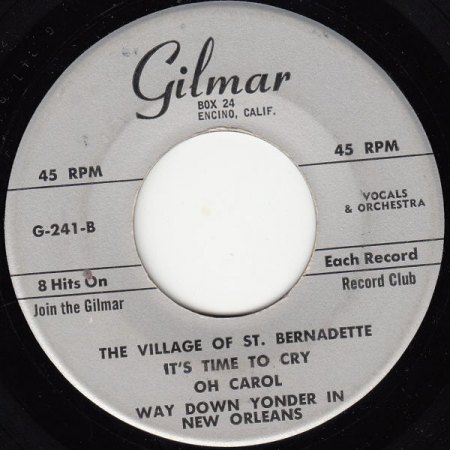 Gilmar
BOX 24
ENCINO, CALIF.
45 RPM
45 RPM
G-241-B
VOCALS
& ORCHESTRA
8 Hits On
Each Record
Join the Gilmar
Record Club
THE VILLAGE OF ST. BERNADETTE
IT'S TIME TO CRY
OH CAROL
WAY DOWN YONDER IN
NEW ORLEANS